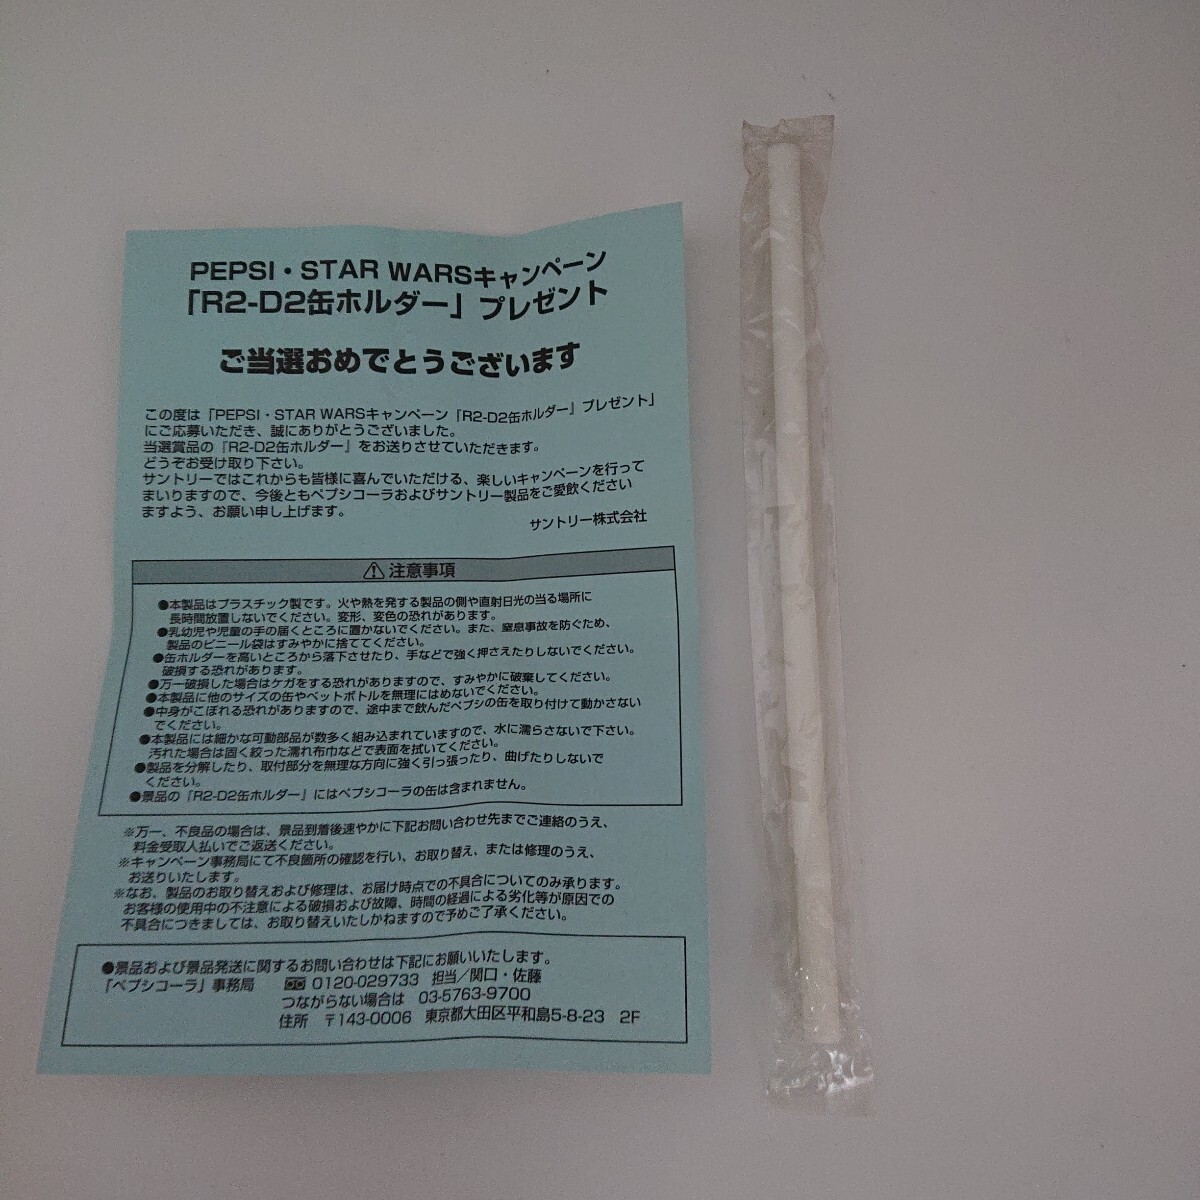 PEPSI・STAR WARSキャンペーン
「R2-D2缶ホルダー」プレゼント
ご当選おめでとうございます
この度は「PEPSI・STAR WARSキャンペーン『R2-D2缶ホルダー』プレゼント」
にご応募いただき、誠にありがとうございました。
当選賞品の『R2-D2缶ホルダー』をお送りさせていただきます。
どうぞお受け取り下さい。
サントリーではこれからも皆様に喜んでいただける、楽しいキャンペーンを行って
まいりますので、今後ともペプシコーラおよびサントリー製品をご愛飲ください
ますよう、お願い申し上げます。
サントリー株式会社
⚠注意事項
●本製品はプラスチック製です。火や熱を発する製品の側や直射日光の当る場所に
長時間放置しないでください。変形、変色の恐れがあります。
●乳幼児や児童の手の届くところに置かないでください。また、窒息事故を防ぐため、
製品のビニール袋はすみやかに捨ててください。
●缶ホルダーを高いところから落下させたり、手などで強く押さえたりしないでください。
破損する恐れがあります。
●万一破損した場合はケガをする恐れがありますので、すみやかに破棄してください。
●本製品に他のサイズの缶やペットボトルを無理にはめないでください。
●中身がこぼれる恐れがありますので、途中まで飲んだペプシの缶を取り付けて動かさない
でください。
●本製品には細かな可動部品が数多く組み込まれていますので、水に濡らさないで下さい。
汚れた場合は固く絞った濡れ布巾などで表面を拭いてください。
●製品を分解したり、取付部分を無理な方向に強く引っ張ったり、曲げたりしないで
ください。
●景品の『R2-D2缶ホルダー』にはペプシコーラの缶は含まれません。
※万一、不良品の場合は、景品到着後速やかに下記お問い合わせ先までご連絡のうえ、
料金受取人払いでご返送ください。
※キャンペーン事務局にて不良箇所の確認を行い、お取り替え、または修理のうえ、
お送りいたします。
※なお、製品のお取り替えおよび修理は、お届け時点での不具合についてのみ承ります。
お客様の使用中の不注意による破損および故障、時間の経過による劣化等が原因での
不具合につきましては、お取り替えいたしかねますので予めご了承ください。
●景品および景品発送に関するお問い合わせは下記にお願いいたします。
「ペプシコーラ」事務局 0120-029733 担当／関口・佐藤
つながらない場合は 03-5763-9700
住所 〒143-0006 東京都大田区平和島5-8-23 2F